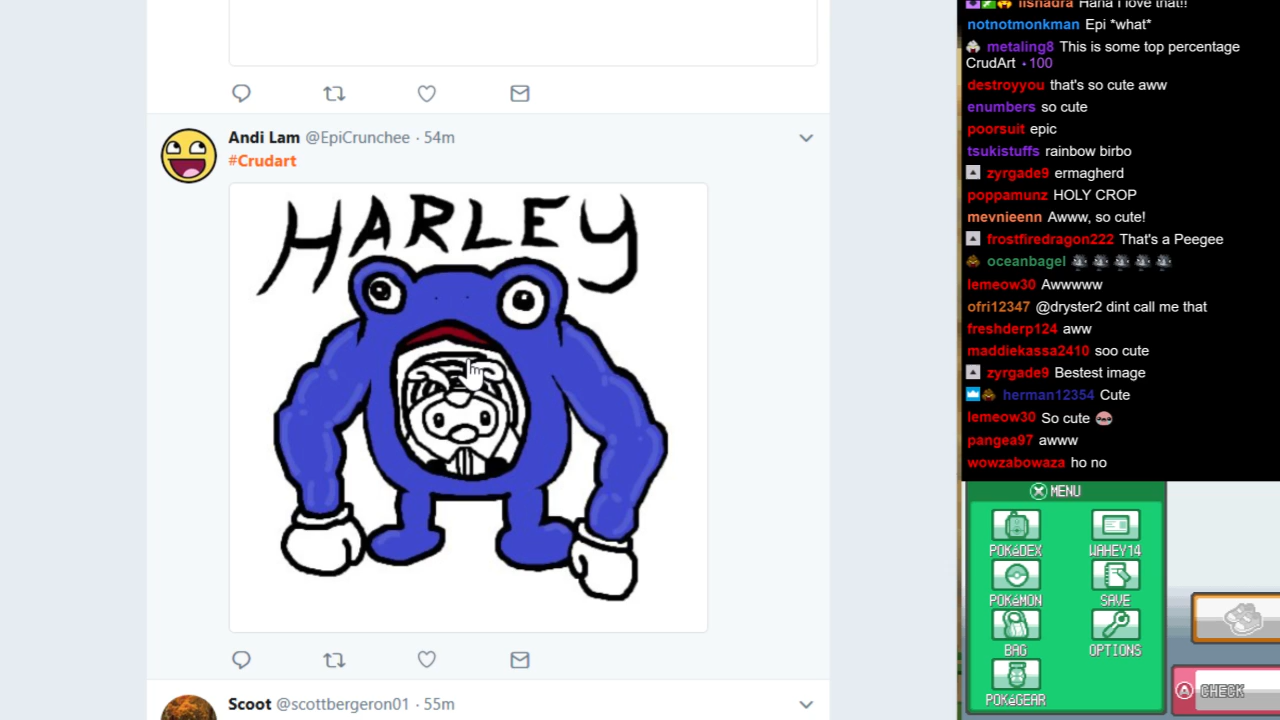 Andi Lam @EpiCrunchee · 54m
#Crudart
HARLEY
Scoot @scottbergeron01 · 55m
lisnadra Haha I love that!!
notnotmonkman Epi *what*
metaling8 This is some top percentage
CrudArt · 100
destroyyou that's so cute aww
enumbers so cute
poorsuit epic
tsukistuffs rainbow birbo
zyrgade9 ermagherd
poppamunz HOLY CROP
mevnieenn Awww, so cute!
frostfiredragon222 That's a Peegee
oceanbagel
lemeow30 Awwwww
ofri12347 @dryster2 dint call me that
freshderp124 aww
maddiekassa2410 soo cute
zyrgade9 Bestest image
herman12354 Cute
lemeow30 So cute
pangea97 awww
wowzabowaza ho no
X MENU
POKéDEX
WAHEY14
POKéMON
SAVE
BAG
OPTIONS
POKéGEAR
A CHECK